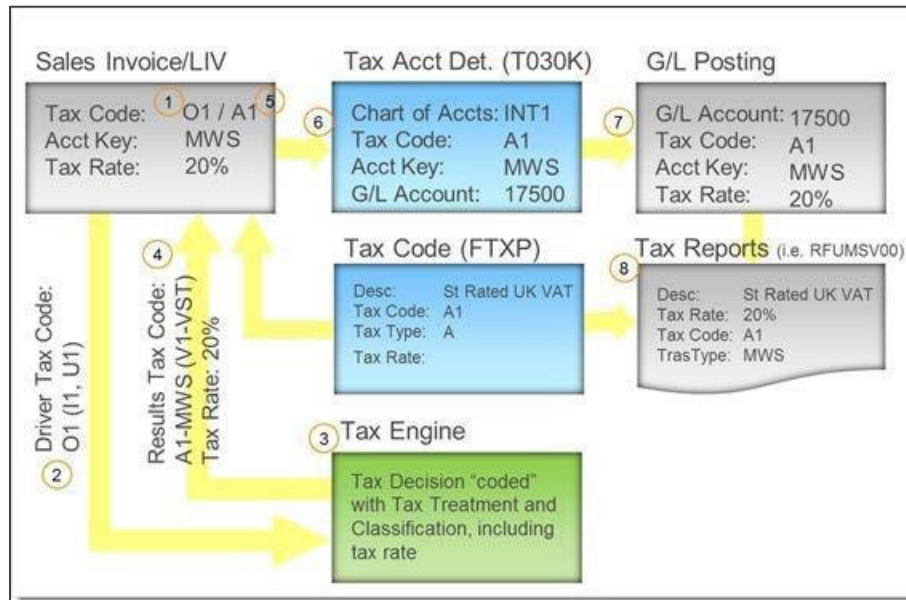 Sales Invoice/LIV
Tax Code: 1 O1 / A1 5
Acct Key: MWS
Tax Rate: 20%
6
Tax Acct Det. (T030K)
Chart of Accts: INT1
Tax Code: A1
Acct Key: MWS
G/L Account: 17500
7
G/L Posting
G/L Account: 17500
Tax Code: A1
Acct Key: MWS
Tax Rate: 20%
4
Results Tax Code:
A1-MWS (V1-VST)
Tax Rate: 20%
Driver Tax Code:
O1 (I1, U1)
2
Tax Code (FTXP)
Desc: St Rated UK VAT
Tax Code: A1
Tax Type: A
Tax Rate:
8
Tax Reports (i.e. RFUMSV00)
Desc: St Rated UK VAT
Tax Rate: 20%
Tax Code: A1
TrasType: MWS
3
Tax Engine
Tax Decision "coded"
with Tax Treatment and
Classification, including
tax rate